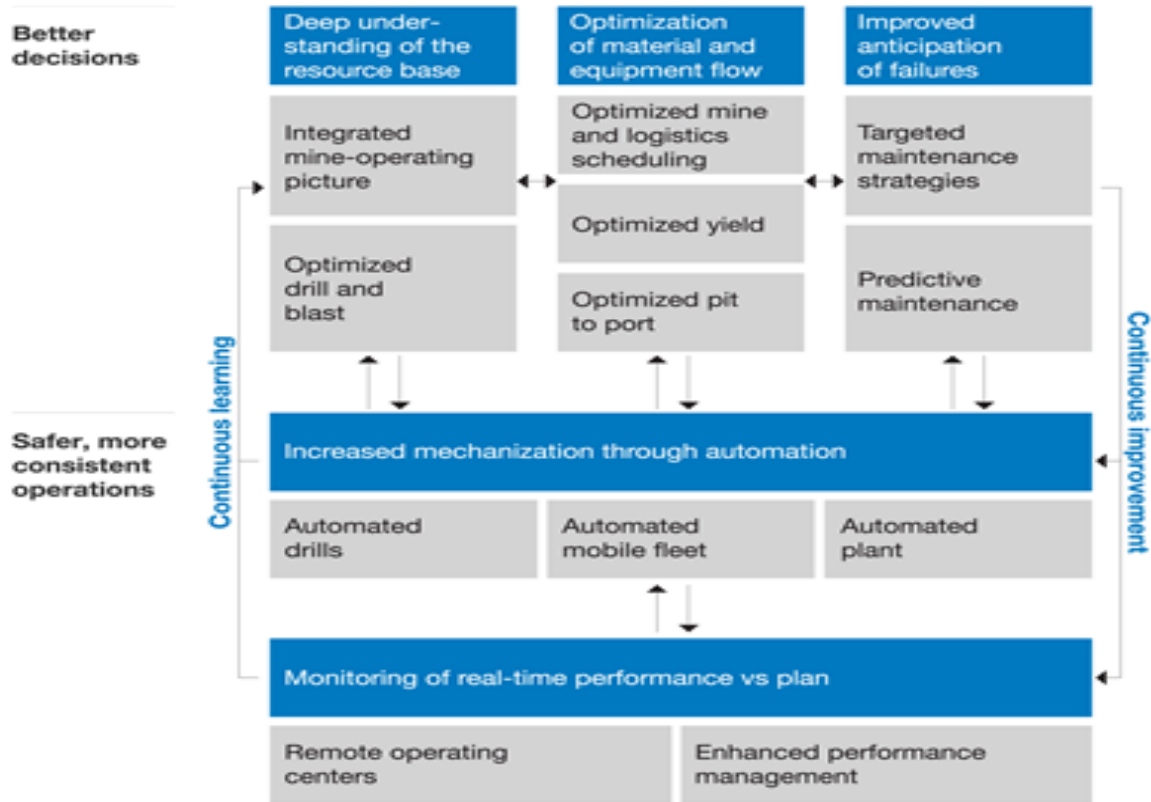 Better
decisions
Deep under-
standing of the
resource base
Optimization
of material and
equipment flow
Improved
anticipation
of failures
Integrated
mine-operating
picture
Optimized
drill and
blast
Optimized mine
and logistics
scheduling
Optimized yield
Optimized pit
to port
Targeted
maintenance
strategies
Predictive
maintenance
Continuous learning
Continuous improvement
Safer, more
consistent
operations
Increased mechanization through automation
Automated
drills
Automated
mobile fleet
Automated
plant
Monitoring of real-time performance vs plan
Remote operating
centers
Enhanced performance
management